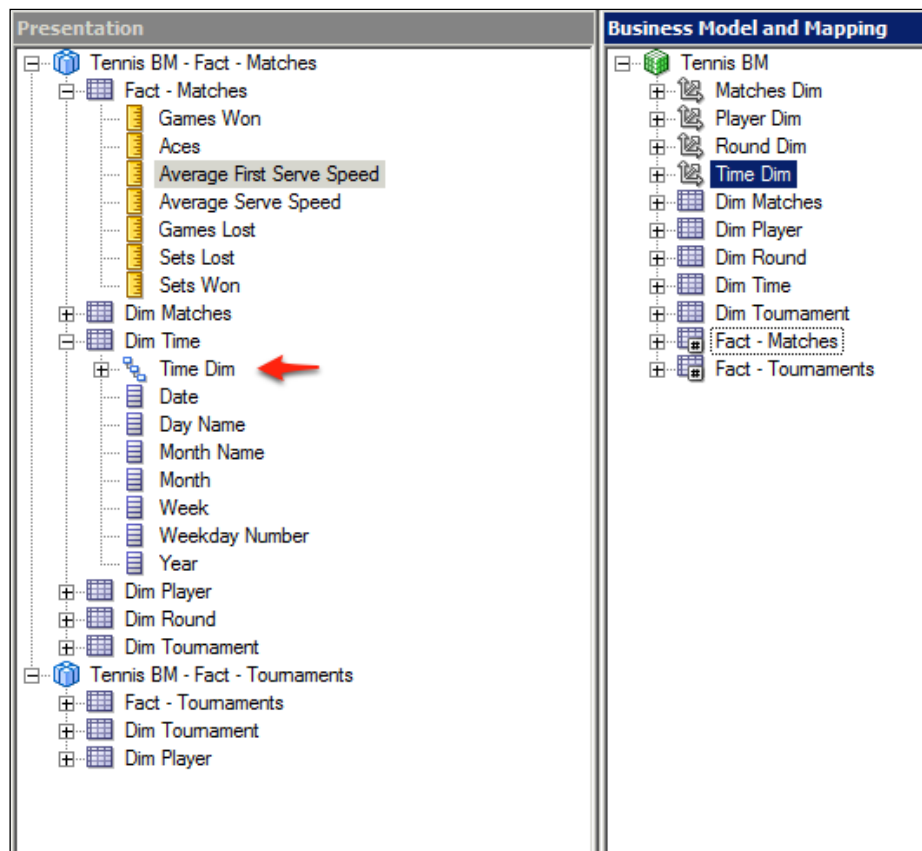 Presentation
Tennis BM - Fact - Matches
Fact - Matches
Games Won
Aces
Average First Serve Speed
Average Serve Speed
Games Lost
Sets Lost
Sets Won
Dim Matches
Dim Time
Time Dim
Date
Day Name
Month Name
Month
Week
Weekday Number
Year
Dim Player
Dim Round
Dim Tournament
Tennis BM - Fact - Tournaments
Fact - Tournaments
Dim Tournament
Dim Player
Business Model and Mapping
Tennis BM
Matches Dim
Player Dim
Round Dim
Time Dim
Dim Matches
Dim Player
Dim Round
Dim Time
Dim Tournament
Fact - Matches
Fact - Tournaments